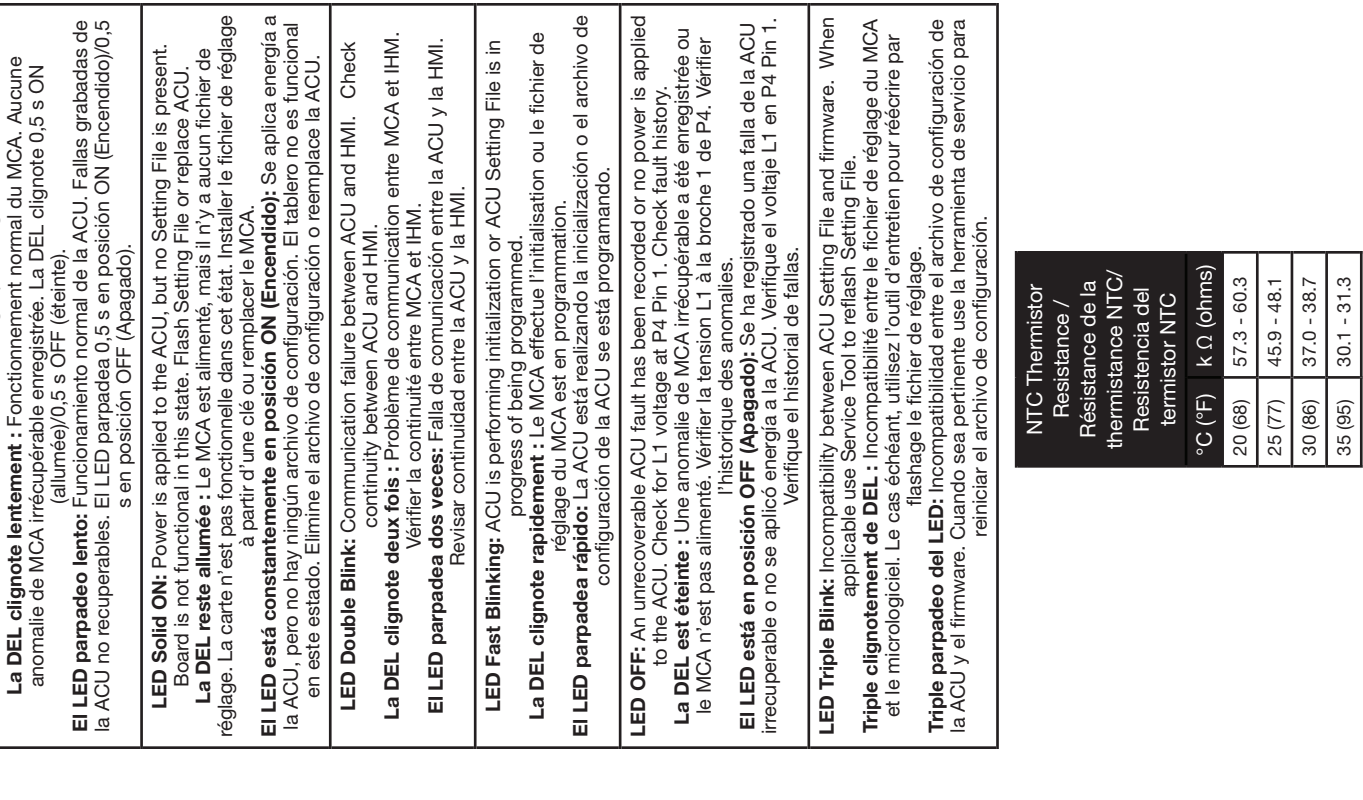 La DEL clignote lentement : Fonctionnement normal du MCA. Aucune
anomalie de MCA irrécupérable enregistrée. La DEL clignote 0,5 s ON
(allumée)/0,5 s OFF (éteinte).
El LED parpadeo lento: Funcionamiento normal de la ACU. Fallas grabadas de
la ACU no recuperables. El LED parpadea 0,5 s en posición ON (Encendido)/0,5
s en posición OFF (Apagado).
LED Solid ON: Power is applied to the ACU, but no Setting File is present.
Board is not functional in this state. Flash Setting File or replace ACU.
La DEL reste allumée : Le MCA est alimenté, mais il n'y a aucun fichier de
réglage. La carte n'est pas fonctionnelle dans cet état. Installer le fichier de réglage
à partir d'une clé ou remplacer le MCA.
El LED está constantemente en posición ON (Encendido): Se aplica energía a
la ACU, pero no hay ningún archivo de configuración. El tablero no es funcional
en este estado. Elimine el archivo de configuración o reemplace la ACU.
LED Double Blink: Communication failure between ACU and HMI. Check
continuity between ACU and HMI.
La DEL clignote deux fois : Problème de communication entre MCA et IHM.
Vérifier la continuité entre MCA et IHM.
El LED parpadea dos veces: Falla de comunicación entre la ACU y la HMI.
Revisar continuidad entre la ACU y la HMI.
LED Fast Blinking: ACU is performing initialization or ACU Setting File is in
progress of being programmed.
La DEL clignote rapidement : Le MCA effectue l'initialisation ou le fichier de
réglage du MCA est en programmation.
El LED parpadea rápido: La ACU está realizando la inicialización o el archivo de
configuración de la ACU se está programando.
LED OFF: An unrecoverable ACU fault has been recorded or no power is applied
to the ACU. Check for L1 voltage at P4 Pin 1. Check fault history.
La DEL est éteinte : Une anomalie de MCA irrécupérable a été enregistrée ou
le MCA n'est pas alimenté. Vérifier la tension L1 à la broche 1 de P4. Vérifier
l'historique des anomalies.
El LED está en posición OFF (Apagado): Se ha registrado una falla de la ACU
irrecuperable o no se aplicó energía a la ACU. Verifique el voltaje L1 en P4 Pin 1.
Verifique el historial de fallas.
LED Triple Blink: Incompatibility between ACU Setting File and firmware. When
applicable use Service Tool to reflash Setting File.
Triple clignotement de DEL : Incompatibilité entre le fichier de réglage du MCA
et le micrologiciel. Le cas échéant, utilisez l'outil d'entretien pour réécrire par
flashage le fichier de réglage.
Triple parpadeo del LED: Incompatibilidad entre el archivo de configuración de
la ACU y el firmware. Cuando sea pertinente use la herramienta de servicio para
reiniciar el archivo de configuración.
NTC Thermistor
Resistance /
Résistance de la
thermistance NTC/
Resistencia del
termistor NTC
°C (°F) k Ω (ohms)
20 (68) 57.3 - 60.3
25 (77) 45.9 - 48.1
30 (86) 37.0 - 38.7
35 (95) 30.1 - 31.3